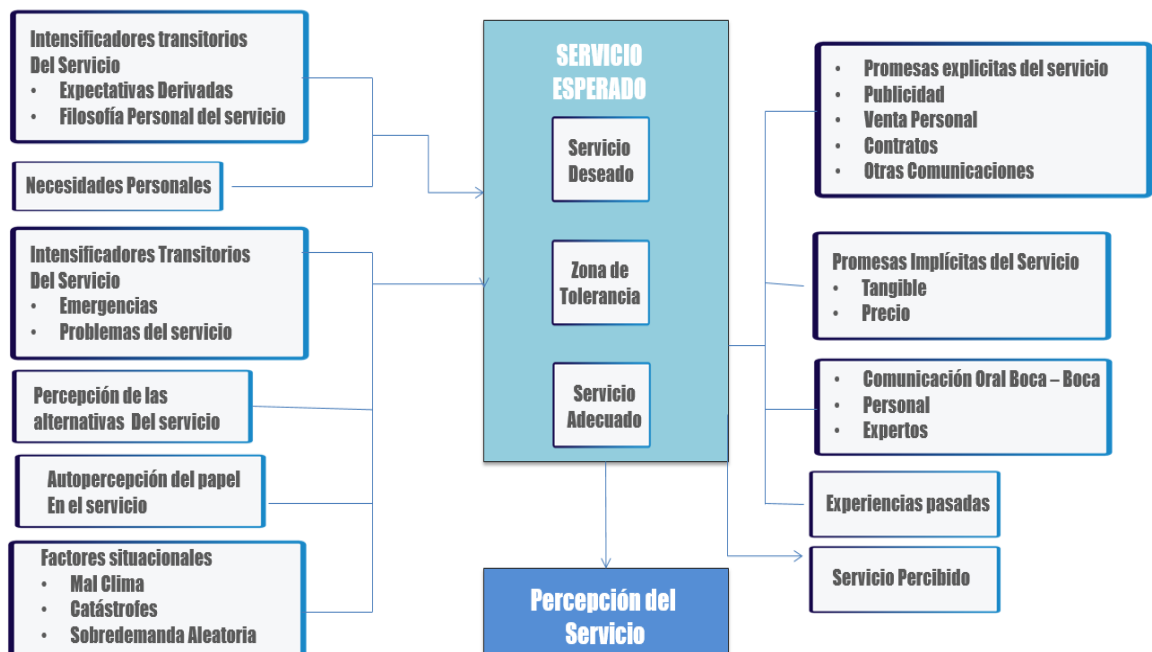 Intensificadores transitorios
Del Servicio
• Expectativas Derivadas
• Filosofía Personal del servicio
Necesidades Personales
Intensificadores Transitorios
Del Servicio
• Emergencias
• Problemas del servicio
Percepción de las
alternativas Del servicio
Autopercepción del papel
En el servicio
Factores situacionales
• Mal Clima
• Catástrofes
• Sobredemanda Aleatoria
SERVICIO
ESPERADO
Servicio
Deseado
Zona de
Tolerancia
Servicio
Adecuado
Percepción del
Servicio
• Promesas explicitas del servicio
• Publicidad
• Venta Personal
• Contratos
• Otras Comunicaciones
Promesas Implícitas del Servicio
• Tangible
• Precio
• Comunicación Oral Boca – Boca
• Personal
• Expertos
Experiencias pasadas
Servicio Percibido